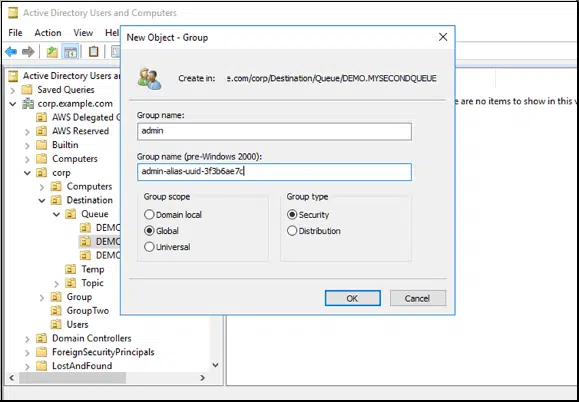 Active Directory Users and Computers
File Action View Help
New Object - Group
Create in: e.com/corp/Destination/Queue/DEMO.MYSECONDQUEUE
Group name:
admin
Group name (pre-Windows 2000):
admin-alias-uuid-3f3b6ae7c
Group scope
Domain local
Global
Universal
Group type
Security
Distribution
OK
Cancel
Active Directory Users and
Saved Queries
corp.example.com
AWS Delegated G
AWS Reserved
Builtin
Computers
corp
Computers
Destination
Queue
DEMO
DEMO
DEMO
Temp
Topic
Group
GroupTwo
Users
Domain Controllers
ForeignSecurityPrincipals
LostAndFound
re are no items to show in this v